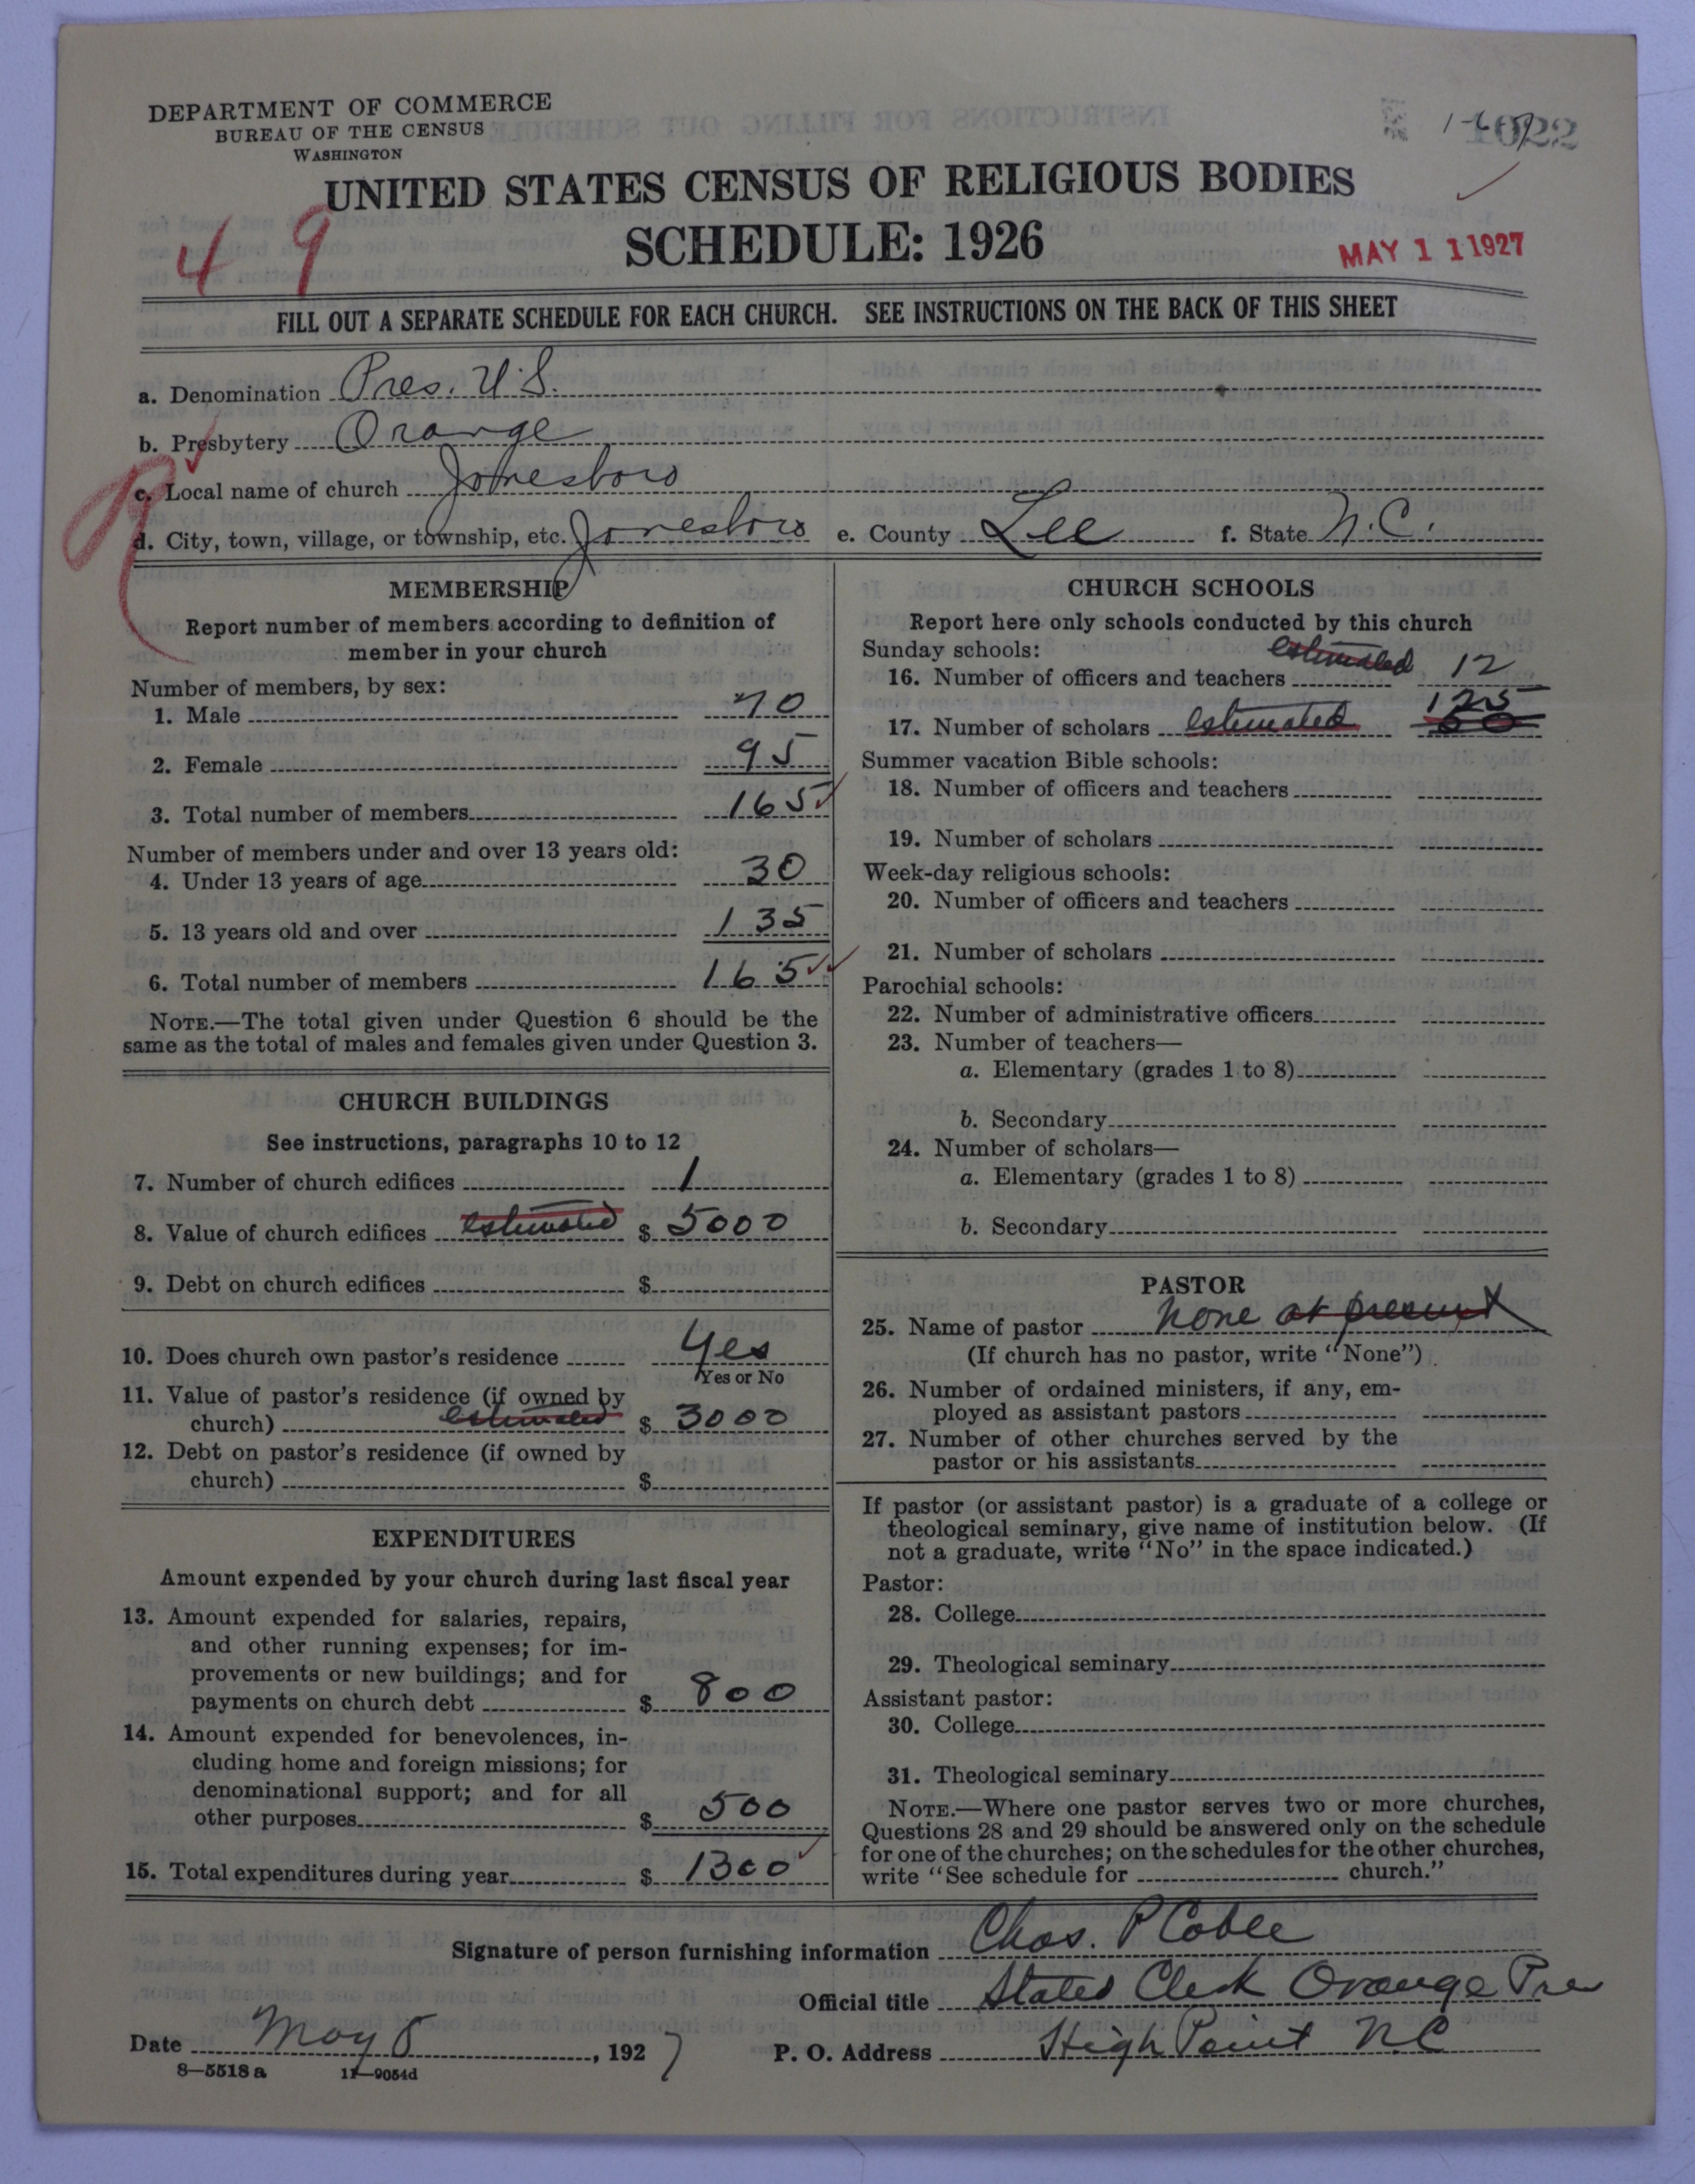 DEPARTMENT OF COMMERCE
BUREAU OF THE CENSUS
WASHINGTON
UNITED STATES CENSUS OF RELIGIOUS BODIES
SCHEDULE: 1926
49
MAY 11 1927
FILL OUT A SEPARATE SCHEDULE FOR EACH CHURCH. SEE INSTRUCTIONS ON THE BACK OF THIS SHEET
a. Denomination Pres. U.S.
b. Presbytery Orange
c. Local name of church Jonesboro
d. City, town, village, or township, etc. Jonesboro e. County Lee f. State N.C.
MEMBERSHIP
Report number of members according to definition of
member in your church
Number of members, by sex:
1. Male 70
2. Female 95
3. Total number of members 165
Number of members under and over 13 years old:
4. Under 13 years of age 30
5. 13 years old and over 135
6. Total number of members 165
NOTE.—The total given under Question 6 should be the
same as the total of males and females given under Question 3.
CHURCH BUILDINGS
See instructions, paragraphs 10 to 12
7. Number of church edifices 1
8. Value of church edifices estimated $ 5000
9. Debt on church edifices $
10. Does church own pastor's residence Yes
Yes or No
11. Value of pastor's residence (if owned by
church) estimated $ 3000
12. Debt on pastor's residence (if owned by
church) $
EXPENDITURES
Amount expended by your church during last fiscal year
13. Amount expended for salaries, repairs,
and other running expenses; for im-
provements or new buildings; and for
payments on church debt $ 800
14. Amount expended for benevolences, in-
cluding home and foreign missions; for
denominational support; and for all
other purposes $ 500
15. Total expenditures during year $ 1300
CHURCH SCHOOLS
Report here only schools conducted by this church
Sunday schools:
16. Number of officers and teachers estimated 12
17. Number of scholars estimated 125
Summer vacation Bible schools:
18. Number of officers and teachers
19. Number of scholars
Week-day religious schools:
20. Number of officers and teachers
21. Number of scholars
Parochial schools:
22. Number of administrative officers
23. Number of teachers—
a. Elementary (grades 1 to 8)
b. Secondary
24. Number of scholars—
a. Elementary (grades 1 to 8)
b. Secondary
PASTOR
25. Name of pastor None at present
(If church has no pastor, write "None")
26. Number of ordained ministers, if any, em-
ployed as assistant pastors
27. Number of other churches served by the
pastor or his assistants
If pastor (or assistant pastor) is a graduate of a college or
theological seminary, give name of institution below. (If
not a graduate, write "No" in the space indicated.)
Pastor:
28. College
29. Theological seminary
Assistant pastor:
30. College
31. Theological seminary
NOTE.—Where one pastor serves two or more churches,
Questions 28 and 29 should be answered only on the schedule
for one of the churches; on the schedules for the other churches,
write "See schedule for church."
Signature of person furnishing information Chas. P Coble
Official title Stated Clerk Orange Pres
Date May 8, 1927 P. O. Address High Point N.C
8—5518 a 11—9054d